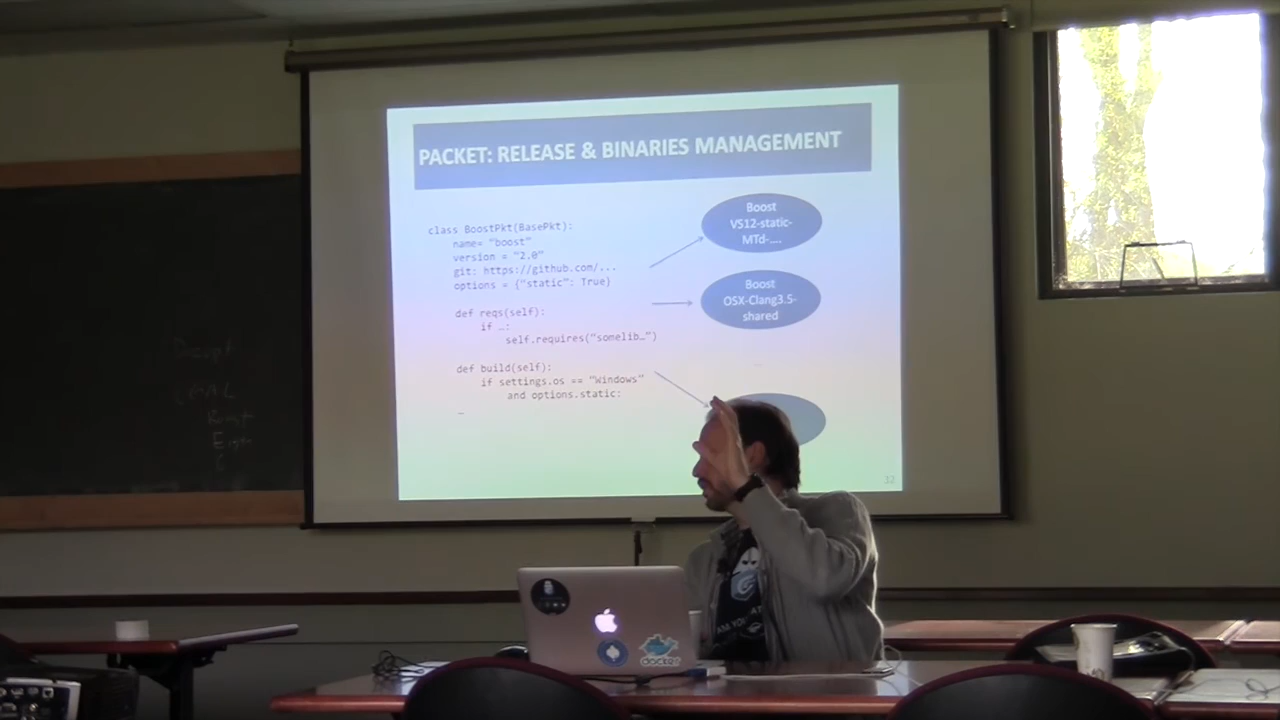 PACKET: RELEASE & BINARIES MANAGEMENT
class BoostPkt(BasePkt):
name= "boost"
version = "2.0"
git: https://github.com/...
options = {"static": True}
def reqs(self):
if …:
self.requires("somelib…")
def build(self):
if settings.os == "Windows"
and options.static:
…
Boost
VS12-static-
MTd-….
Boost
OSX-Clang3.5-
shared
32
docker